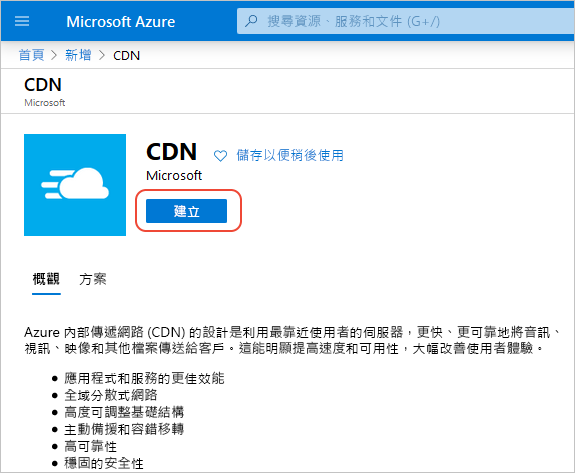 Microsoft Azure
搜尋資源、服務和文件 (G+/)
首頁 > 新增 > CDN
CDN
Microsoft
CDN
儲存以便稍後使用
Microsoft
建立
概觀 方案
Azure 內部傳遞網路 (CDN) 的設計是利用最靠近使用者的伺服器，更快、更可靠地將音訊、
視訊、映像和其他檔案傳送給客戶。這能明顯提高速度和可用性，大幅改善使用者體驗。
• 應用程式和服務的更佳效能
• 全域分散式網路
• 高度可調整基礎結構
• 主動備援和容錯移轉
• 高可靠性
• 穩固的安全性